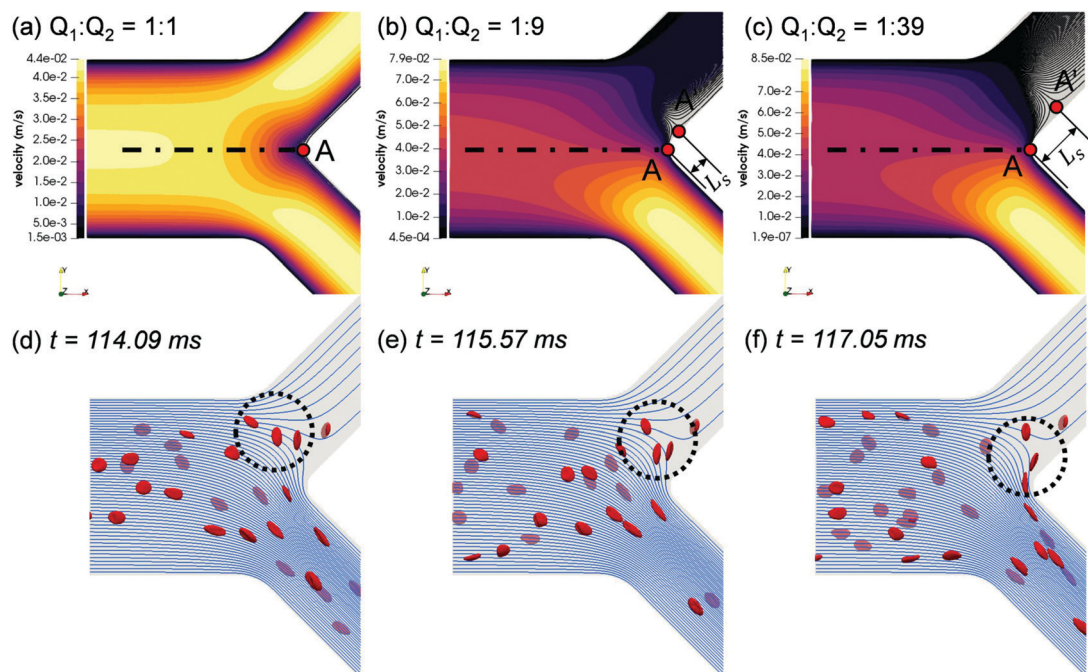 (a) Q₁:Q₂ = 1:1
(b) Q₁:Q₂ = 1:9
(c) Q₁:Q₂ = 1:39
velocity (m/s)
4.4e-02
4.0e-2
3.5e-2
3.0e-2
2.5e-2
2.0e-2
1.5e-2
1.0e-2
5.0e-3
1.5e-03
A
Y
Z
X
velocity (m/s)
7.9e-02
7.0e-2
6.0e-2
5.0e-2
4.0e-2
3.0e-2
2.0e-2
1.0e-2
4.5e-04
A'
A
Lₛ
Y
Z
X
velocity (m/s)
8.5e-02
7.0e-2
6.0e-2
5.0e-2
4.0e-2
3.0e-2
2.0e-2
1.0e-2
1.9e-07
A'
A
Lₛ
Y
Z
X
(d) t = 114.09 ms
(e) t = 115.57 ms
(f) t = 117.05 ms